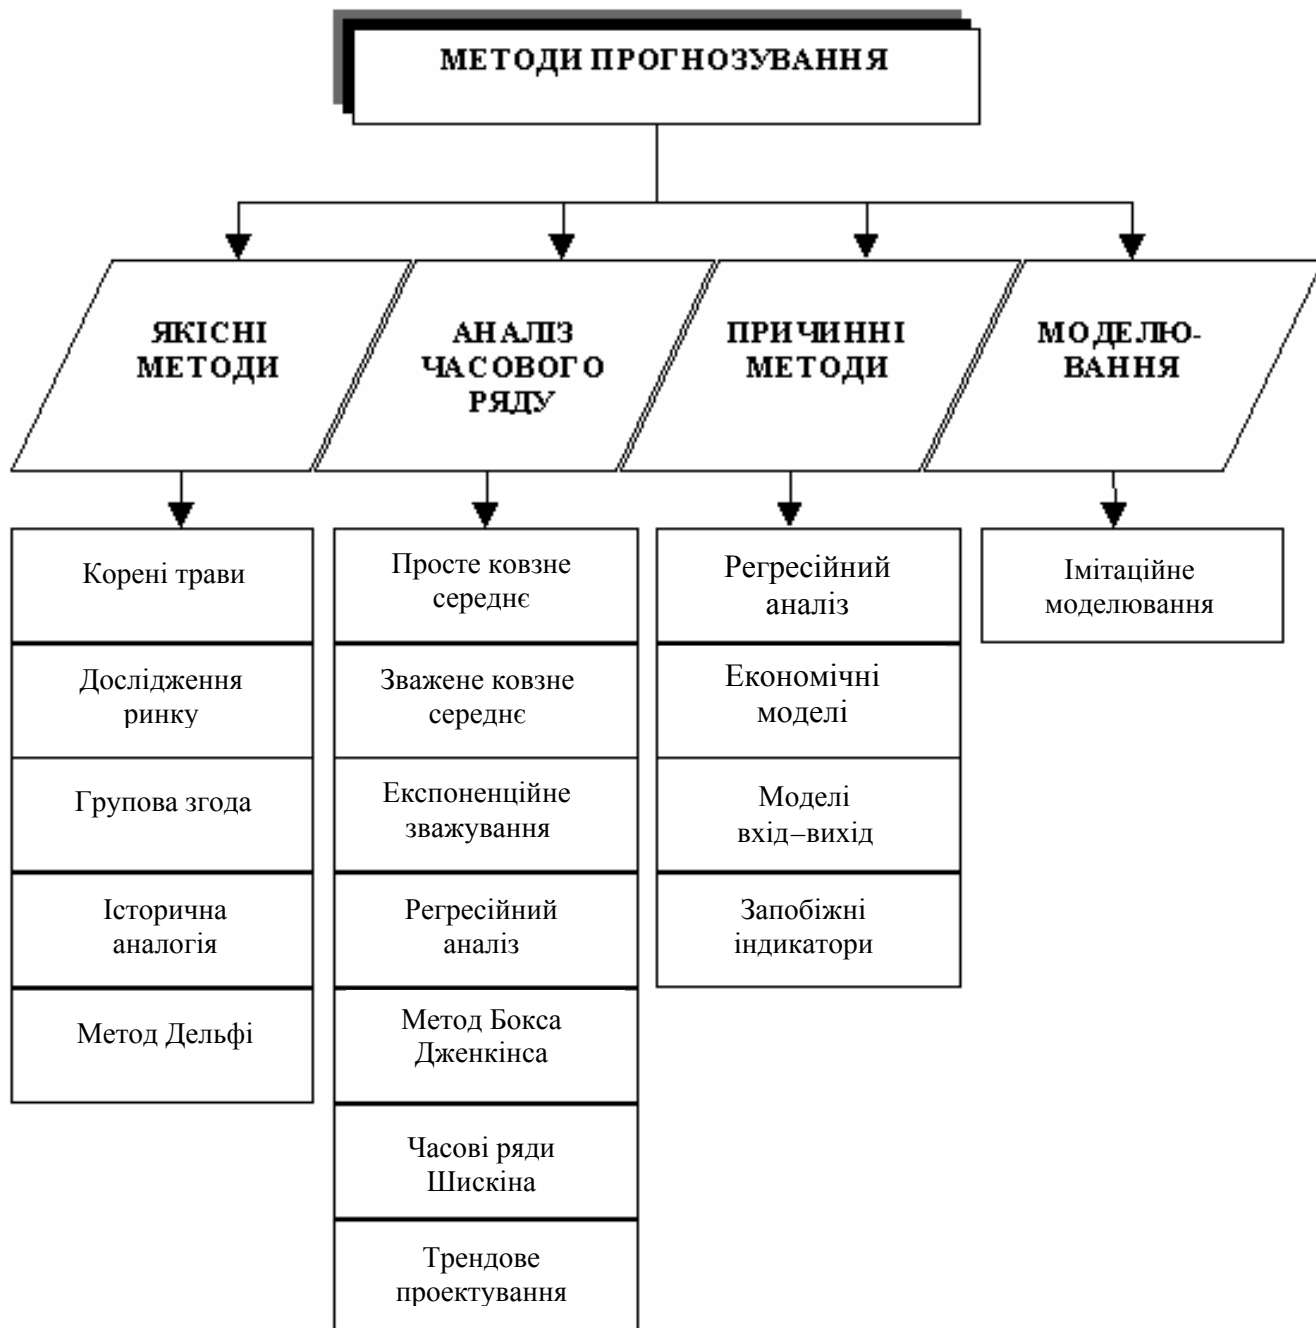 МЕТОДИ ПРОГНОЗУВАННЯ
ЯКІСНІ
МЕТОДИ
АНАЛІЗ
ЧАСОВОГО
РЯДУ
ПРИЧИННІ
МЕТОДИ
МОДЕЛЮ-
ВАННЯ
Корені трави
Дослідження
ринку
Групова згода
Історична
аналогія
Метод Дельфі
Просте ковзне
середнє
Зважене ковзне
середнє
Експоненційне
зважування
Регресійний
аналіз
Метод Бокса
Дженкінса
Часові ряди
Шискіна
Трендове
проектування
Регресійний
аналіз
Економічні
моделі
Моделі
вхід–вихід
Запобіжні
індикатори
Імітаційне
моделювання